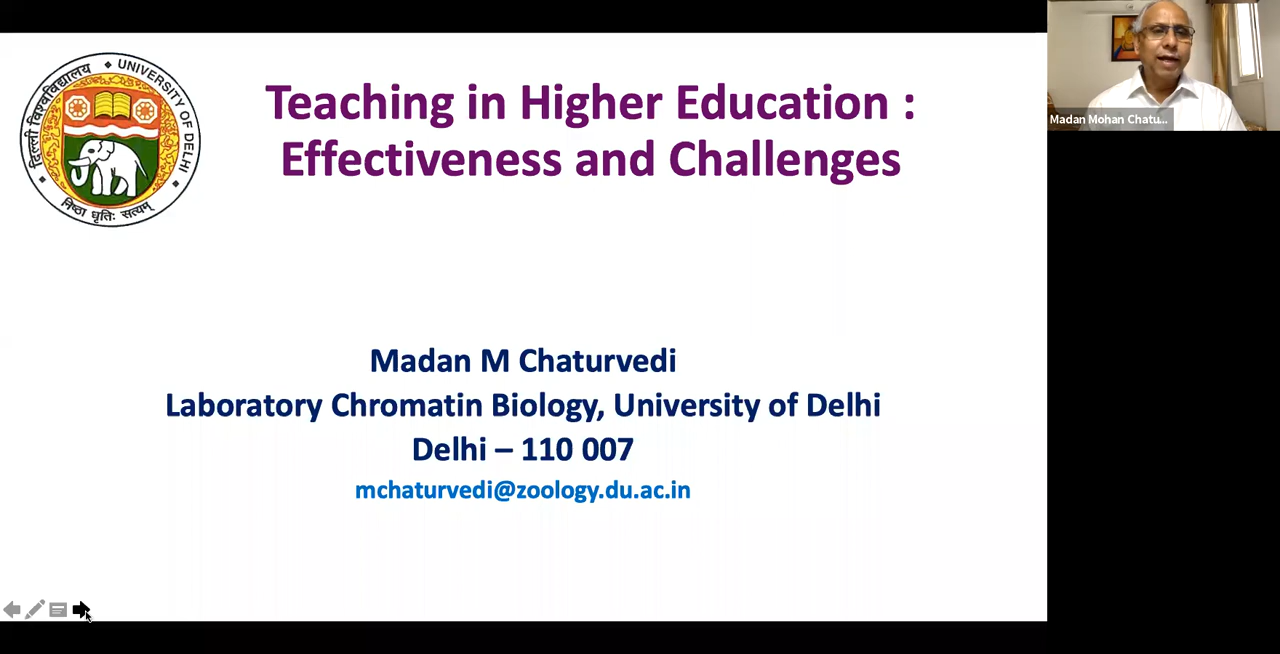 दिल्ली विश्वविद्यालय
UNIVERSITY OF DELHI
निष्ठा धृतिः सत्यम्
Teaching in Higher Education :
Effectiveness and Challenges
Madan Mohan Chatu...
Madan M Chaturvedi
Laboratory Chromatin Biology, University of Delhi
Delhi – 110 007
mchaturvedi@zoology.du.ac.in